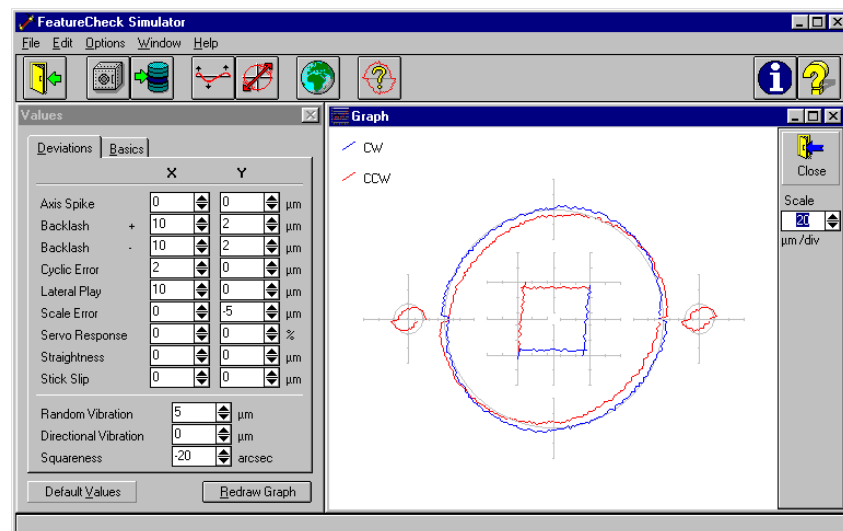 FeatureCheck Simulator
File Edit Options Window Help
Values
Deviations Basics
X Y
Axis Spike 0 0 µm
Backlash + 10 2 µm
Backlash - 10 2 µm
Cyclic Error 2 0 µm
Lateral Play 10 0 µm
Scale Error 0 -5 µm
Servo Response 0 0 %
Straightness 0 0 µm
Stick Slip 0 0 µm
Random Vibration 5 µm
Directional Vibration 0 µm
Squareness -20 arcsec
Default Values Redraw Graph
Graph
CW
CCW
Close
Scale
20
µm/div